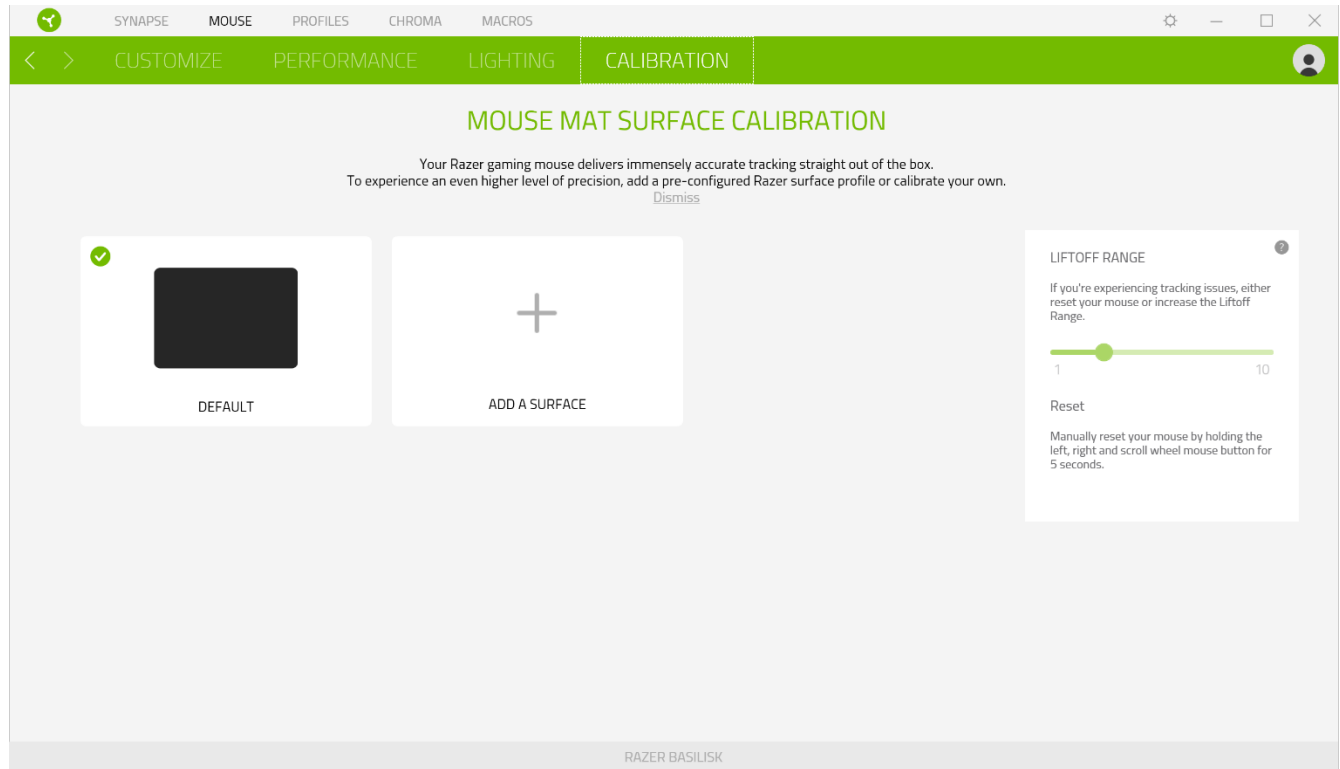 SYNAPSE MOUSE PROFILES CHROMA MACROS
CUSTOMIZE PERFORMANCE LIGHTING CALIBRATION
MOUSE MAT SURFACE CALIBRATION
Your Razer gaming mouse delivers immensely accurate tracking straight out of the box.
To experience an even higher level of precision, add a pre-configured Razer surface profile or calibrate your own.
Dismiss
DEFAULT
ADD A SURFACE
?
LIFTOFF RANGE
If you're experiencing tracking issues, either
reset your mouse or increase the Liftoff
Range.
1 10
Reset
Manually reset your mouse by holding the
left, right and scroll wheel mouse button for
5 seconds.
RAZER BASILISK